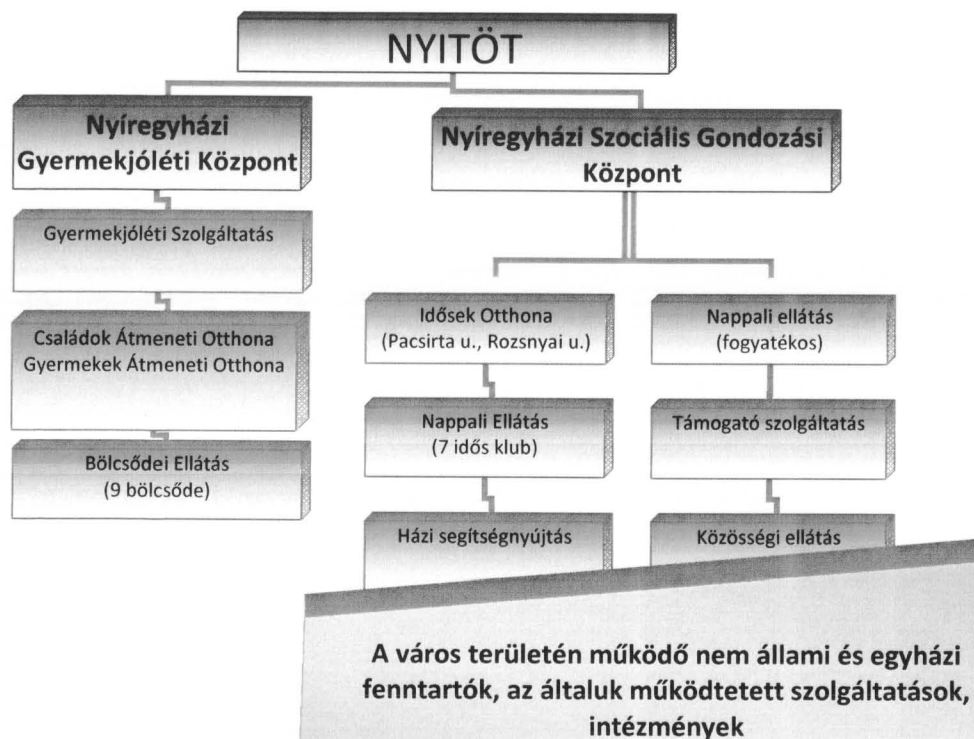 NYITÖT
Nyíregyházi
Gyermekjóléti Központ
Nyíregyházi Szociális Gondozási
Központ
Gyermekjóléti Szolgáltatás
Családok Átmeneti Otthona
Gyermekek Átmeneti Otthona
Bölcsődei Ellátás
(9 bölcsőde)
Idősek Otthona
(Pacsirta u., Rozsnyai u.)
Nappali Ellátás
(7 idős klub)
Házi segítségnyújtás
Nappali ellátás
(fogyatékos)
Támogató szolgáltatás
Közösségi ellátás
A város területén működő nem állami és egyházi
fenntartók, az általuk működtetett szolgáltatások,
intézmények